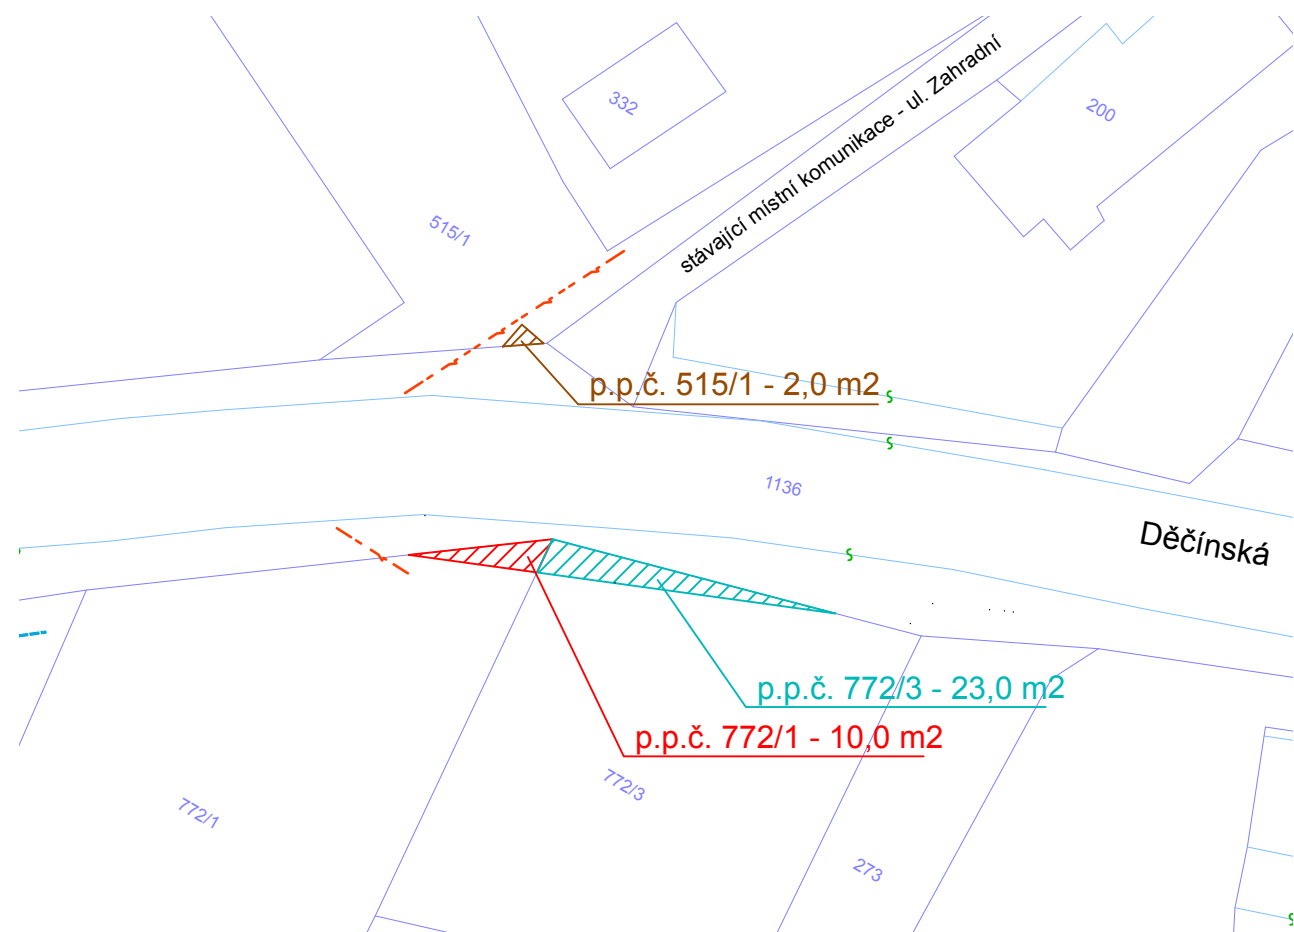 332
stávající místní komunikace - ul. Zahradní
200
515/1
p.p.č. 515/1 - 2,0 m2
1136
Děčínská
p.p.č. 772/3 - 23,0 m2
p.p.č. 772/1 - 10,0 m2
772/3
772/1
273